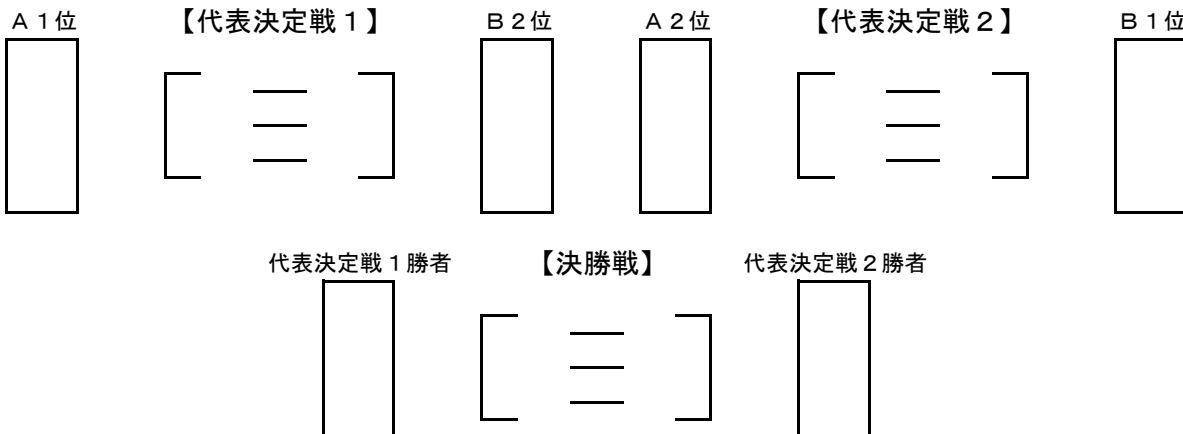 A1位 【代表決定戦1】 B2位 A2位 【代表決定戦2】 B1位
代表決定戦1勝者 【決勝戦】 代表決定戦2勝者